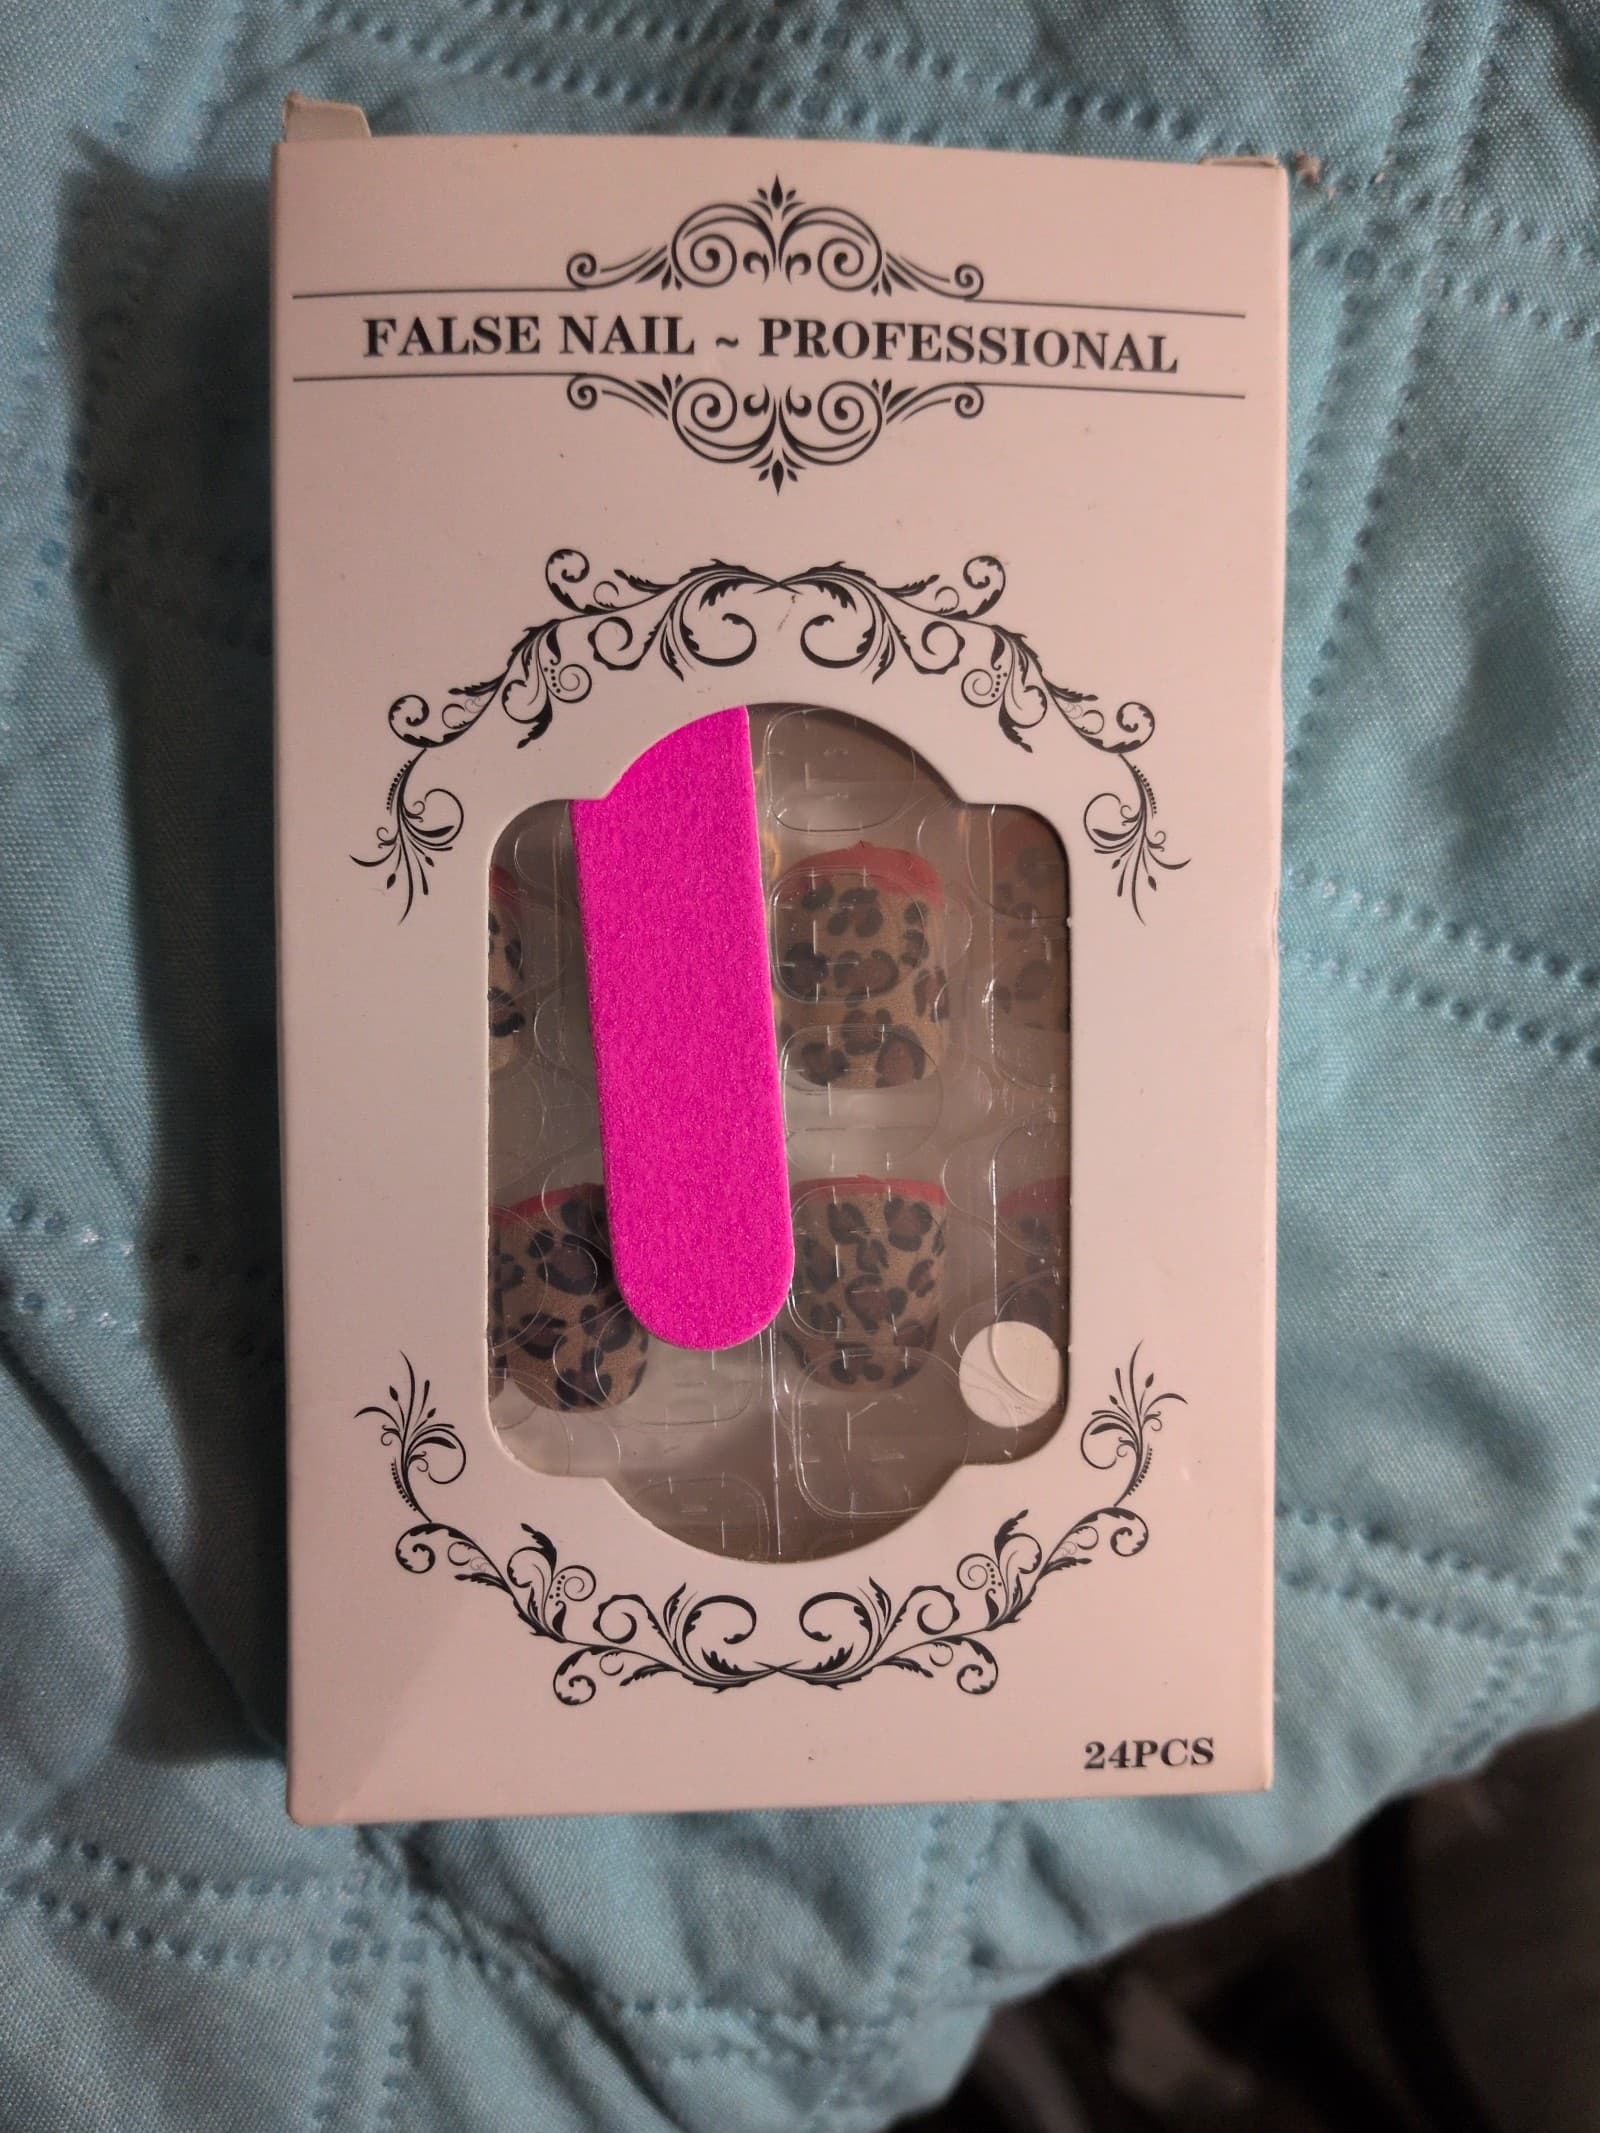 FALSE NAIL ~ PROFESSIONAL
24PCS